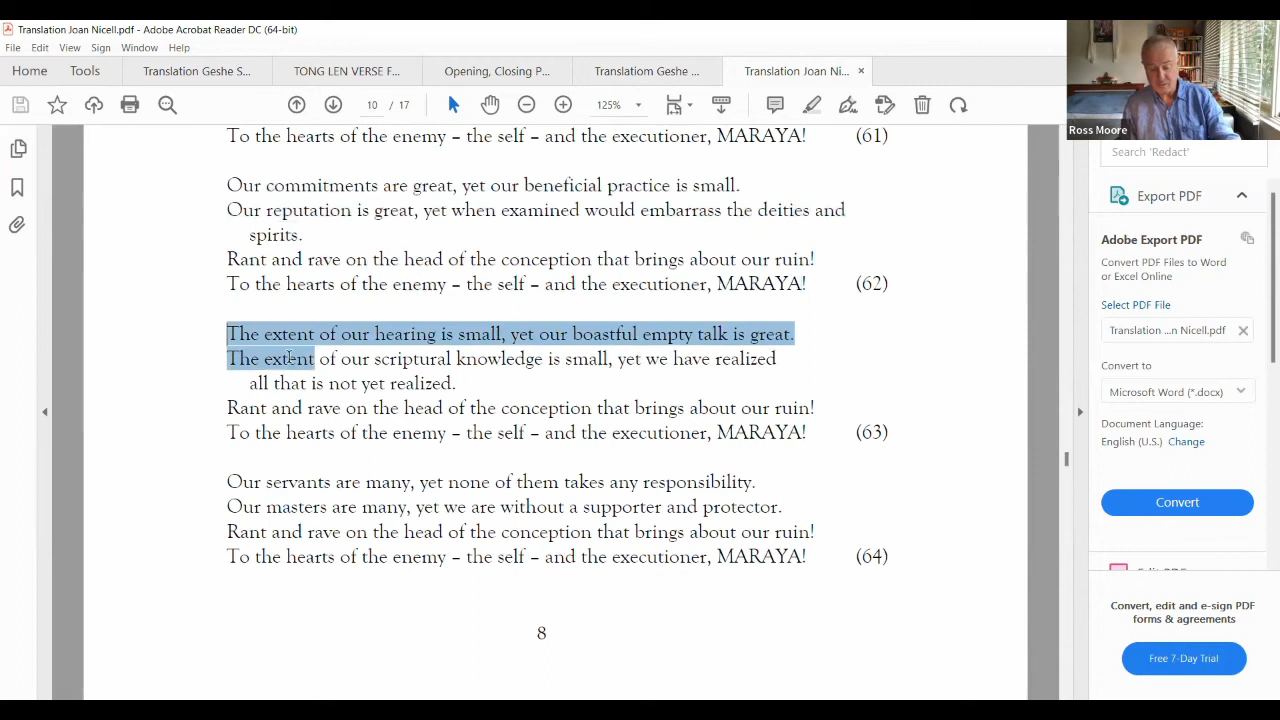 Translation Joan Nicell.pdf - Adobe Acrobat Reader DC (64-bit)
File Edit View Sign Window Help
Home Tools Translation Geshe S... TONG LEN VERSE F... Opening, Closing P... Translatiom Geshe ... Translation Joan Ni... ×
10 / 17 125%
Ross Moore
To the hearts of the enemy – the self – and the executioner, MARAYA! (61)
Our commitments are great, yet our beneficial practice is small.
Our reputation is great, yet when examined would embarrass the deities and
spirits.
Rant and rave on the head of the conception that brings about our ruin!
To the hearts of the enemy – the self – and the executioner, MARAYA! (62)
The extent of our hearing is small, yet our boastful empty talk is great.
The extent of our scriptural knowledge is small, yet we have realized
all that is not yet realized.
Rant and rave on the head of the conception that brings about our ruin!
To the hearts of the enemy – the self – and the executioner, MARAYA! (63)
Our servants are many, yet none of them takes any responsibility.
Our masters are many, yet we are without a supporter and protector.
Rant and rave on the head of the conception that brings about our ruin!
To the hearts of the enemy – the self – and the executioner, MARAYA! (64)
8
Search 'Redact'
Export PDF
Adobe Export PDF
Convert PDF Files to Word
or Excel Online
Select PDF File
Translation ...n Nicell.pdf
Convert to
Microsoft Word (*.docx)
Document Language:
English (U.S.) Change
Convert
Convert, edit and e-sign PDF
forms & agreements
Free 7-Day Trial